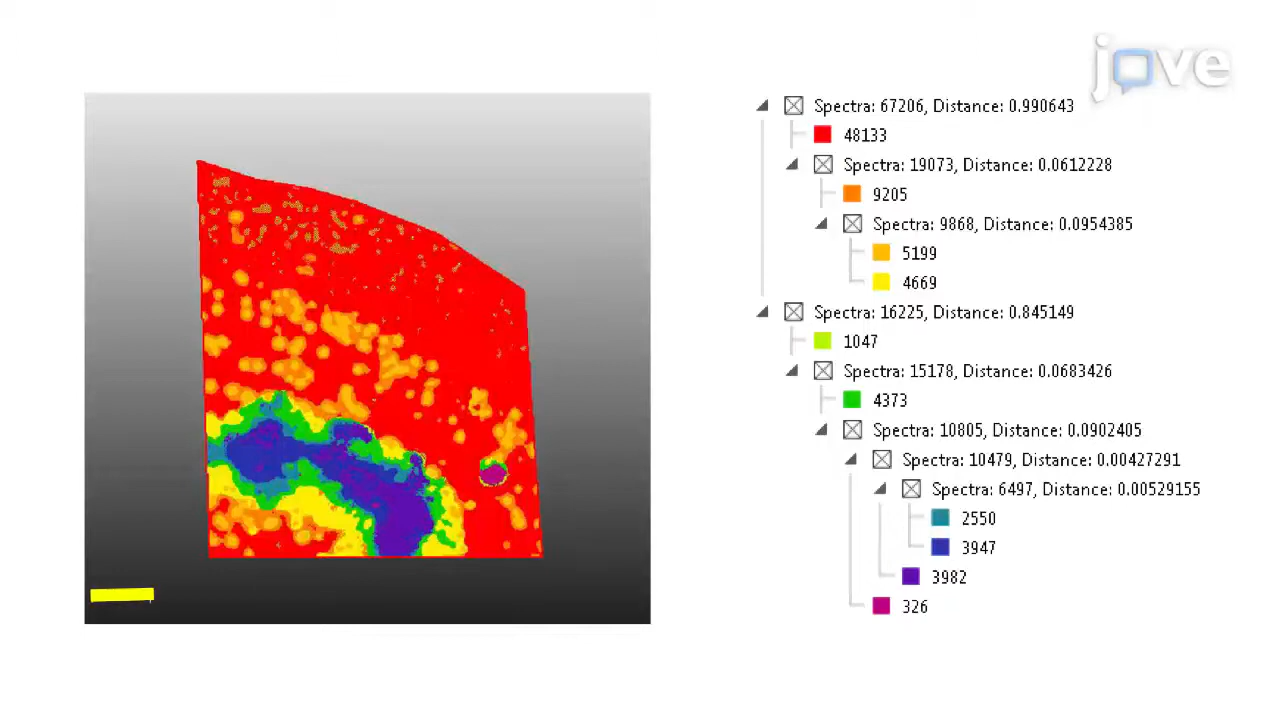 jove
Spectra: 67206, Distance: 0.990643
48133
Spectra: 19073, Distance: 0.0612228
9205
Spectra: 9868, Distance: 0.0954385
5199
4669
Spectra: 16225, Distance: 0.845149
1047
Spectra: 15178, Distance: 0.0683426
4373
Spectra: 10805, Distance: 0.0902405
Spectra: 10479, Distance: 0.00427291
Spectra: 6497, Distance: 0.00529155
2550
3947
3982
326